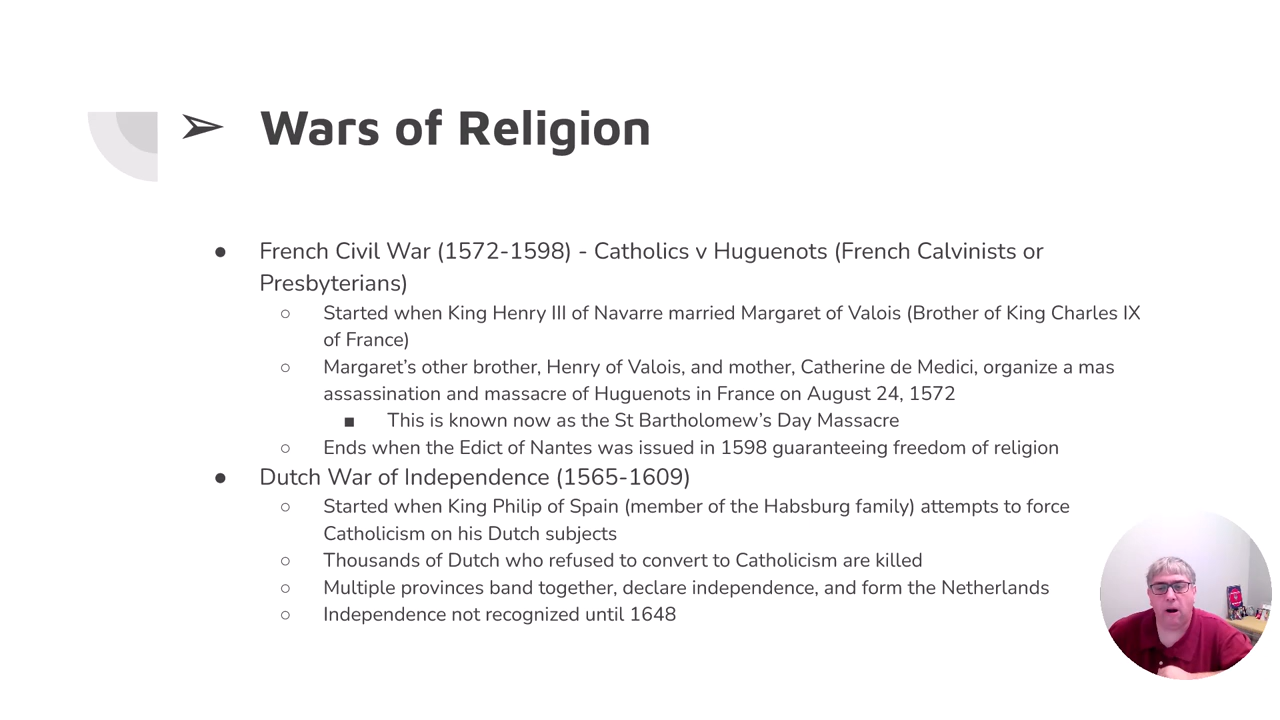 ➢ Wars of Religion
● French Civil War (1572-1598) - Catholics v Huguenots (French Calvinists or
Presbyterians)
○ Started when King Henry III of Navarre married Margaret of Valois (Brother of King Charles IX
of France)
○ Margaret’s other brother, Henry of Valois, and mother, Catherine de Medici, organize a mas
assassination and massacre of Huguenots in France on August 24, 1572
■ This is known now as the St Bartholomew’s Day Massacre
○ Ends when the Edict of Nantes was issued in 1598 guaranteeing freedom of religion
● Dutch War of Independence (1565-1609)
○ Started when King Philip of Spain (member of the Habsburg family) attempts to force
Catholicism on his Dutch subjects
○ Thousands of Dutch who refused to convert to Catholicism are killed
○ Multiple provinces band together, declare independence, and form the Netherlands
○ Independence not recognized until 1648